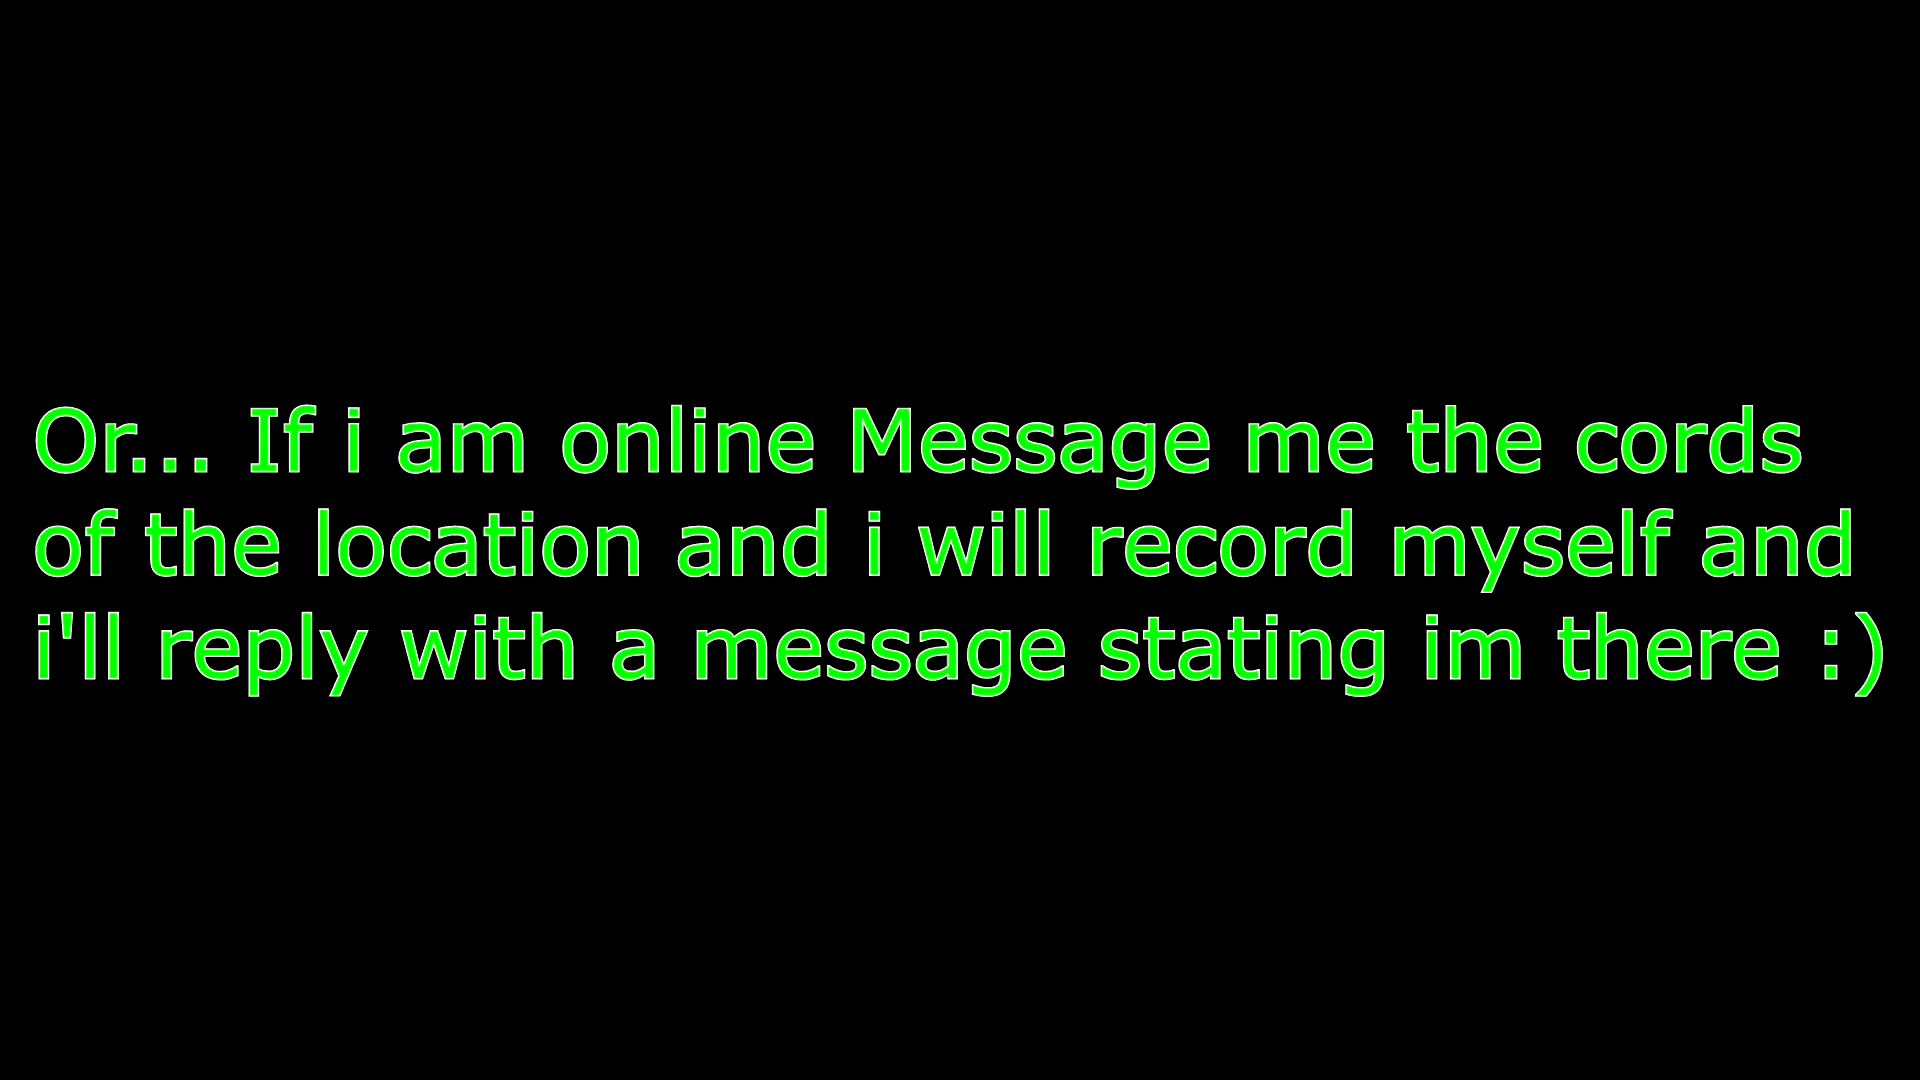 Or... If i am online Message me the cords
of the location and i will record myself and
i'll reply with a message stating im there :)